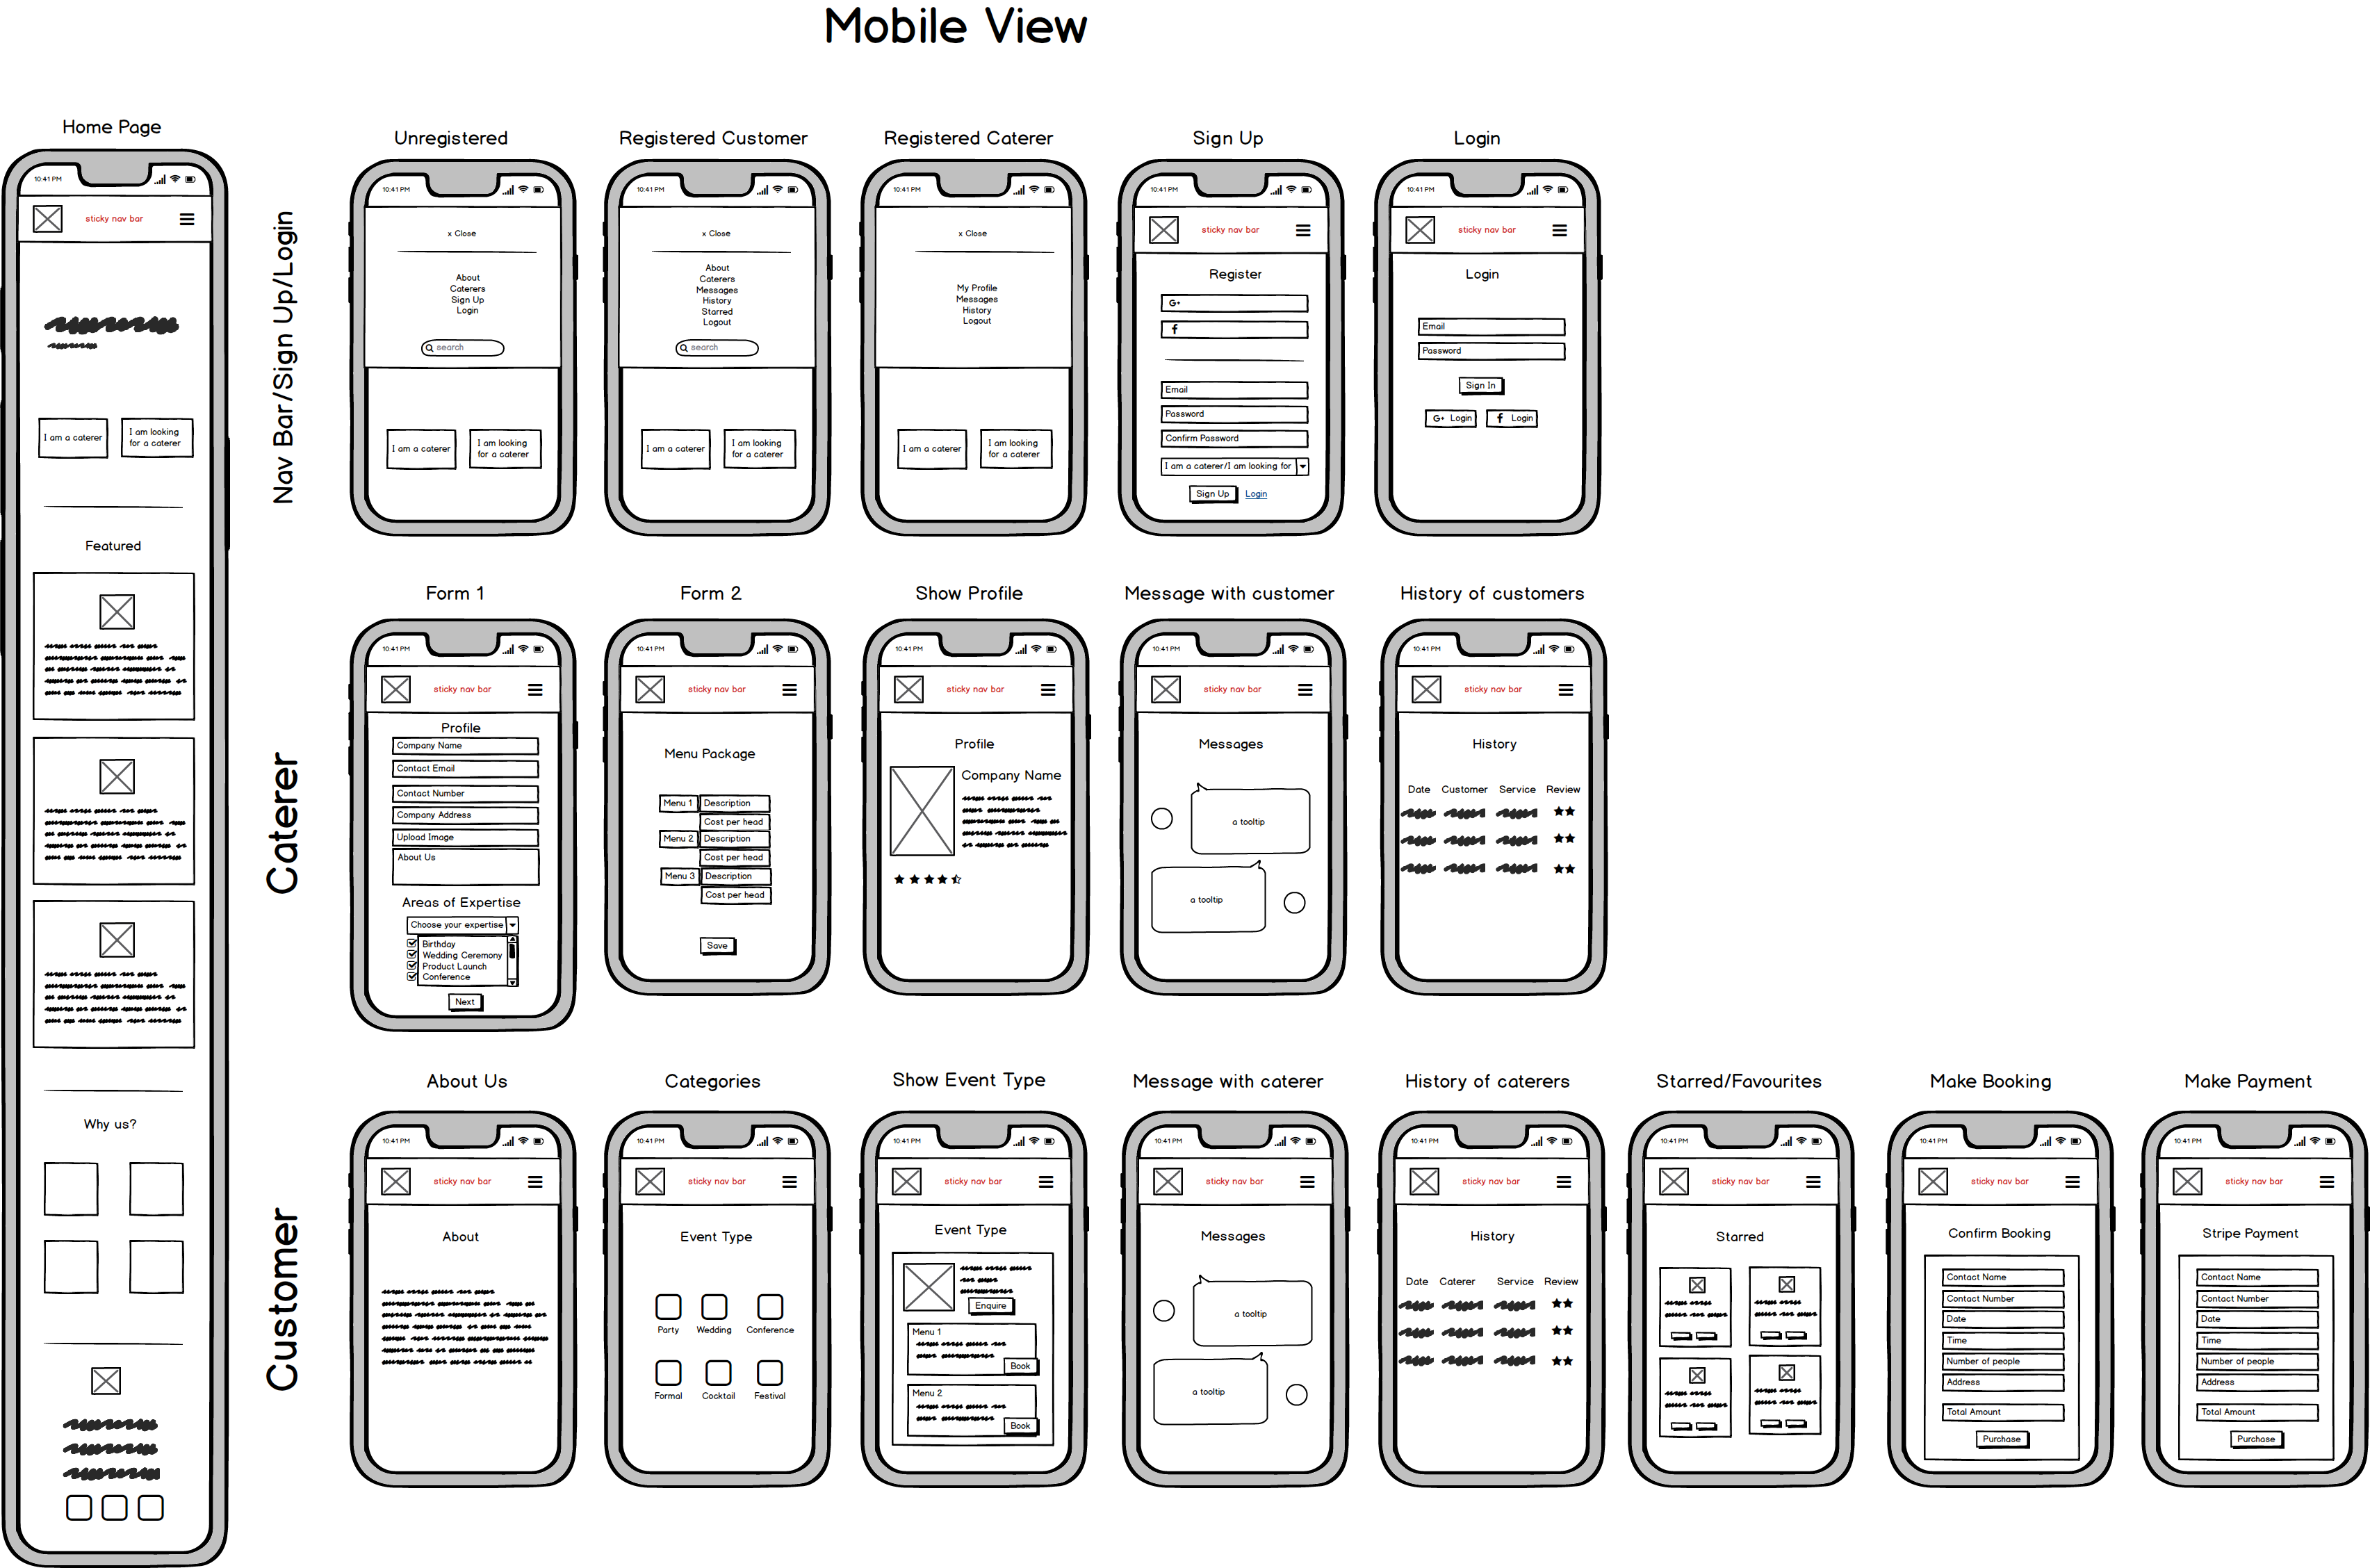 Mobile View
Home Page
10:41 PM
sticky nav bar
I am a caterer
I am looking
for a caterer
Featured
Why us?
Nav Bar/Sign Up/Login
Unregistered
10:41 PM
x Close
About
Caterers
Sign Up
Login
search
I am a caterer
I am looking
for a caterer
Registered Customer
10:41 PM
x Close
About
Caterers
Messages
History
Starred
Logout
search
I am a caterer
I am looking
for a caterer
Registered Caterer
10:41 PM
x Close
My Profile
Messages
History
Logout
I am a caterer
I am looking
for a caterer
Sign Up
10:41 PM
sticky nav bar
Register
G+
f
Email
Password
Confirm Password
I am a caterer/I am looking for
Sign Up Login
Login
10:41 PM
sticky nav bar
Login
Email
Password
Sign In
G+ Login f Login
Caterer
Form 1
10:41 PM
sticky nav bar
Profile
Company Name
Contact Email
Contact Number
Company Address
Upload Image
About Us
Areas of Expertise
Choose your expertise
Birthday
Wedding Ceremony
Product Launch
Conference
Next
Form 2
10:41 PM
sticky nav bar
Menu Package
Menu 1 Description
Cost per head
Menu 2 Description
Cost per head
Menu 3 Description
Cost per head
Save
Show Profile
10:41 PM
sticky nav bar
Profile
Company Name
Message with customer
10:41 PM
sticky nav bar
Messages
a tooltip
a tooltip
History of customers
10:41 PM
sticky nav bar
History
Date Customer Service Review
Customer
About Us
10:41 PM
sticky nav bar
About
Categories
10:41 PM
sticky nav bar
Event Type
Party Wedding Conference
Formal Cocktail Festival
Show Event Type
10:41 PM
sticky nav bar
Event Type
Enquire
Menu 1
Book
Menu 2
Book
Message with caterer
10:41 PM
sticky nav bar
Messages
a tooltip
a tooltip
History of caterers
10:41 PM
sticky nav bar
History
Date Caterer Service Review
Starred/Favourites
10:41 PM
sticky nav bar
Starred
Make Booking
10:41 PM
sticky nav bar
Confirm Booking
Contact Name
Contact Number
Date
Time
Number of people
Address
Total Amount
Purchase
Make Payment
10:41 PM
sticky nav bar
Stripe Payment
Contact Name
Contact Number
Date
Time
Number of people
Address
Total Amount
Purchase